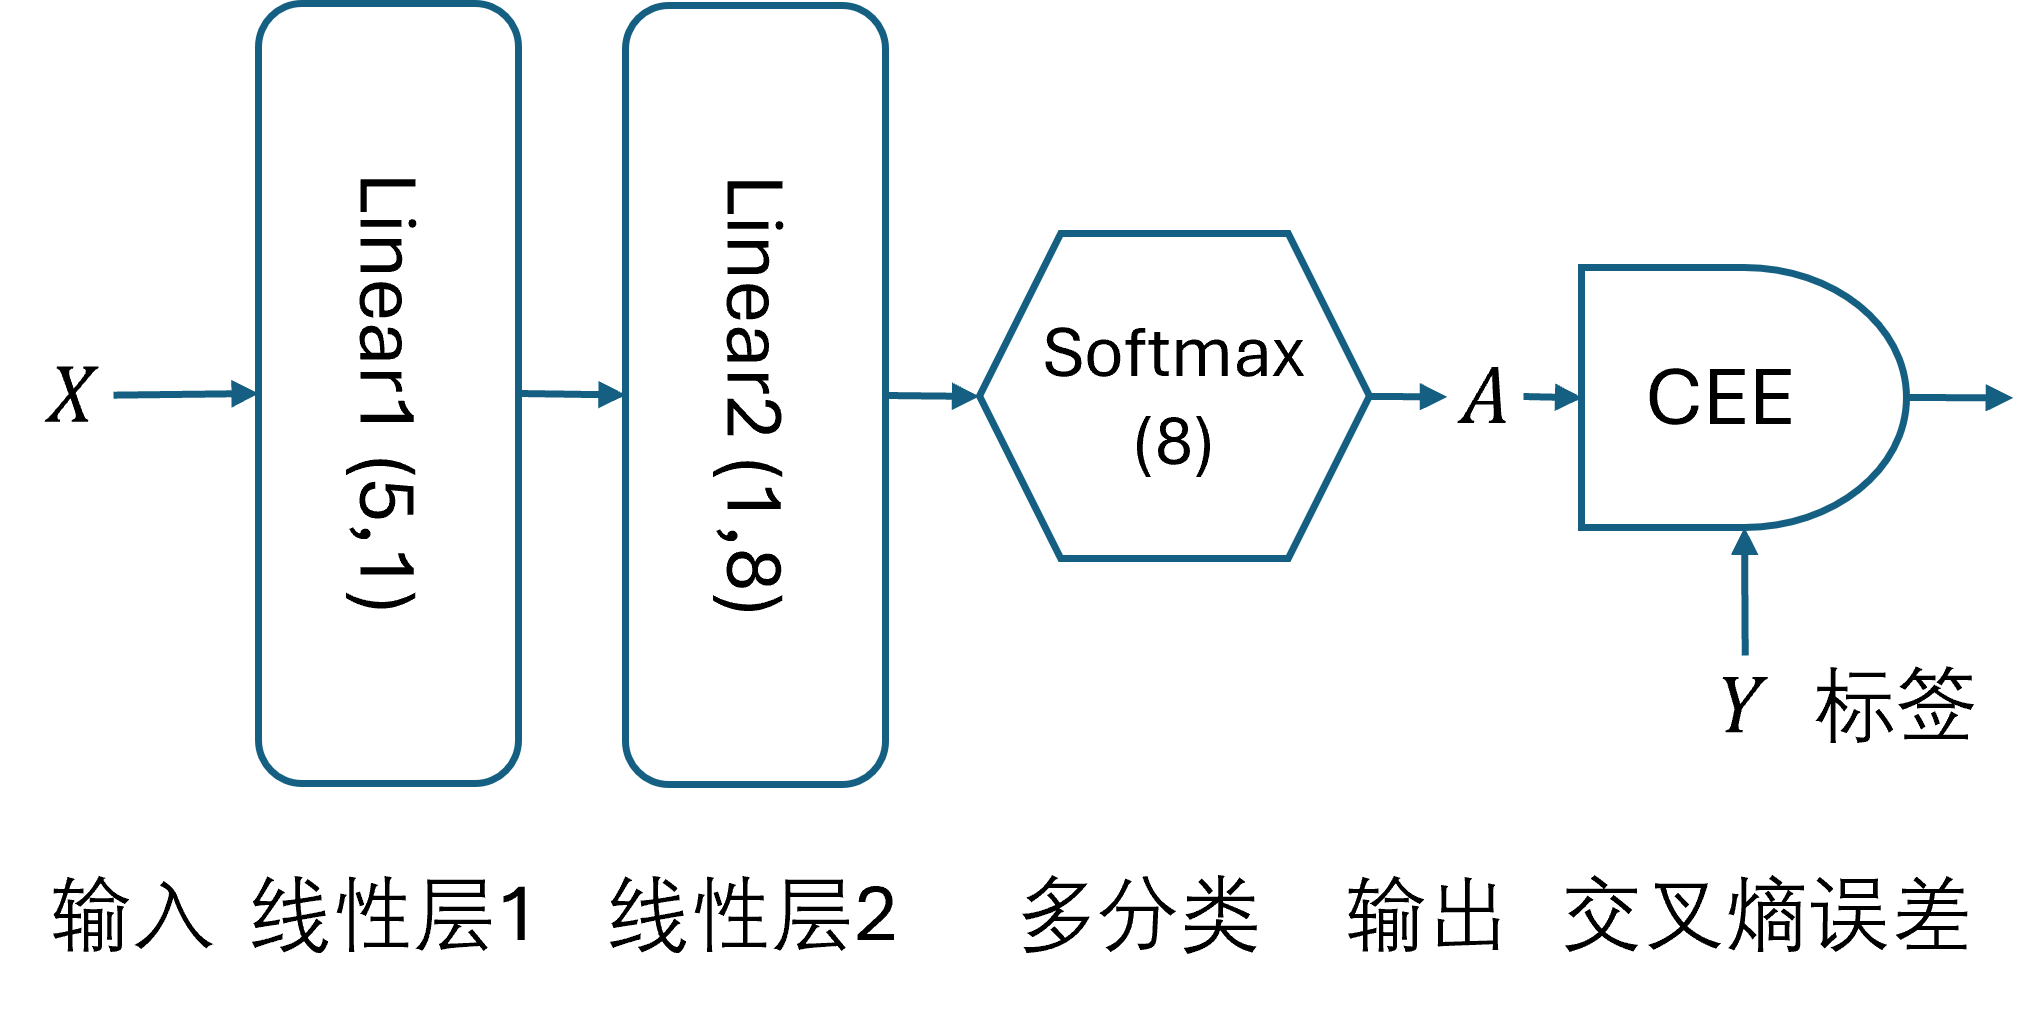 X
Linear1 (5,1)
Linear2 (1,8)
Softmax
(8)
A
CEE
Y 标签
输入 线性层1 线性层2 多分类 输出 交叉熵误差